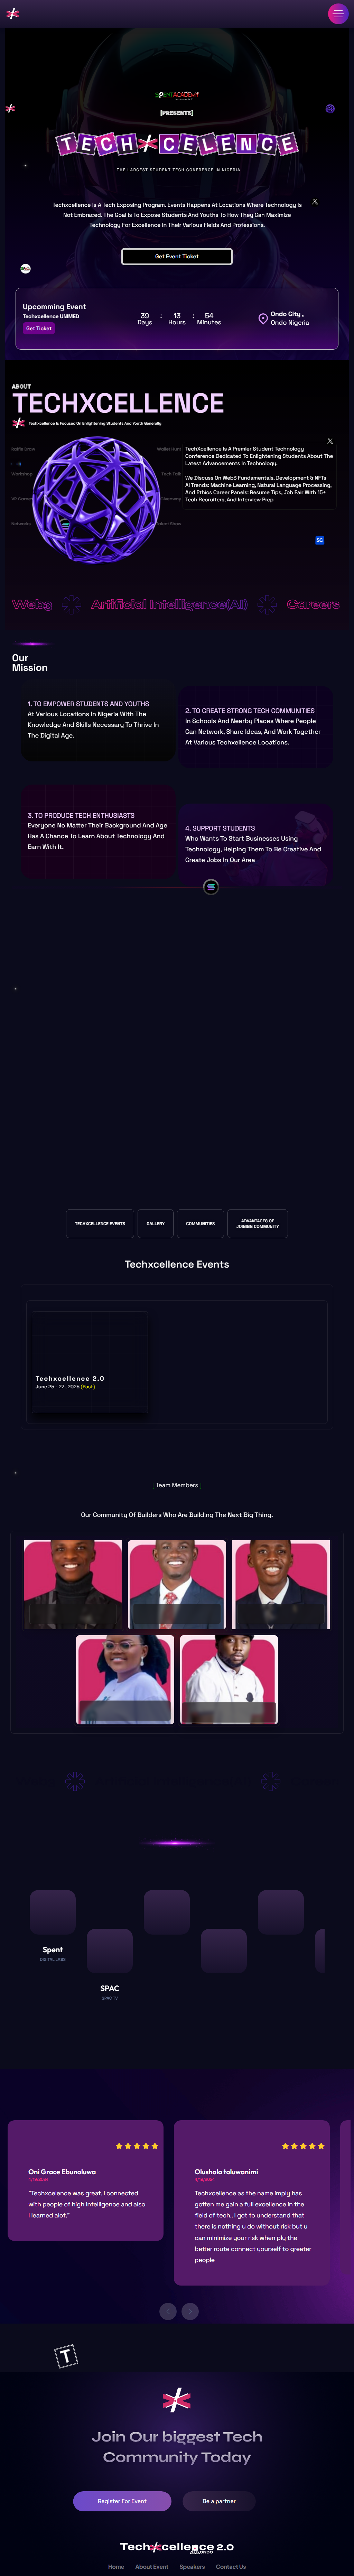 SPENTACADEMY
[PRESENTS]
TECHXCELENCE
THE LARGEST STUDENT TECH CONFRENCE IN NIGERIA
Techxcellence Is A Tech Exposing Program. Events Happens At Locations Where Technology Is
Not Embraced, The Goal Is To Expose Students And Youths To How They Can Maximize
Technology For Excellence In Their Various Fields And Professions.
Get Event Ticket
Upcomming Event
Techxcellence UNIMED
Get Ticket
39 : 13 : 54
Days Hours Minutes
Ondo City ,
Ondo Nigeria
ABOUT
TECHXCELLENCE
Techxcellence Is Focused On Enlightening Students And Youth Generally
Workshop
Tech Talk
Networks
TechXcellence Is A Premier Student Technology
Conference Dedicated To Enlightening Students About The
Latest Advancements In Technology.
We Discuss On Web3 Fundamentals, Development & NFTs
AI Trends: Machine Learning, Natural Language Processing,
And Ethics Career Panels: Resume Tips, Job Fair With 15+
Tech Recruiters, And Interview Prep
SC
Web3 Artificial Intelligence(AI) Careers
Our
Mission
1. TO EMPOWER STUDENTS AND YOUTHS
At Various Locations In Nigeria With The
Knowledge And Skills Necessary To Thrive In
The Digital Age.
2. TO CREATE STRONG TECH COMMUNITIES
In Schools And Nearby Places Where People
Can Network, Share Ideas, And Work Together
At Various Techxellence Locations.
3. TO PRODUCE TECH ENTHUSIASTS
Everyone No Matter Their Background And Age
Has A Chance To Learn About Technology And
Earn With It.
4. SUPPORT STUDENTS
Who Wants To Start Businesses Using
Technology, Helping Them To Be Creative And
Create Jobs In Our Area
TECHXCELLENCE EVENTS
GALLERY
COMMUNITIES
ADVANTAGES OF
JOINING COMMUNITY
Techxcellence Events
Techxcellence 2.0
June 25 - 27 , 2025 (Past)
[ Team Members ]
Our Community Of Builders Who Are Building The Next Big Thing.
Spent
DIGITAL LABS
SPAC
SPAC TV
Oni Grace Ebunoluwa
"Techxcelence was great, I connected
with people of high intelligence and also
I learned alot."
Olushola toluwanimi
Techxcellence as the name imply has
gotten me gain a full excellence in the
field of tech.. I got to understand that
there is nothing u do without risk but u
can minimize your risk when ply the
better route connect yourself to greater
people
T
Join Our biggest Tech
Community Today
Register For Event
Be a partner
Techxcellence 2.0
Home About Event Speakers Contact Us